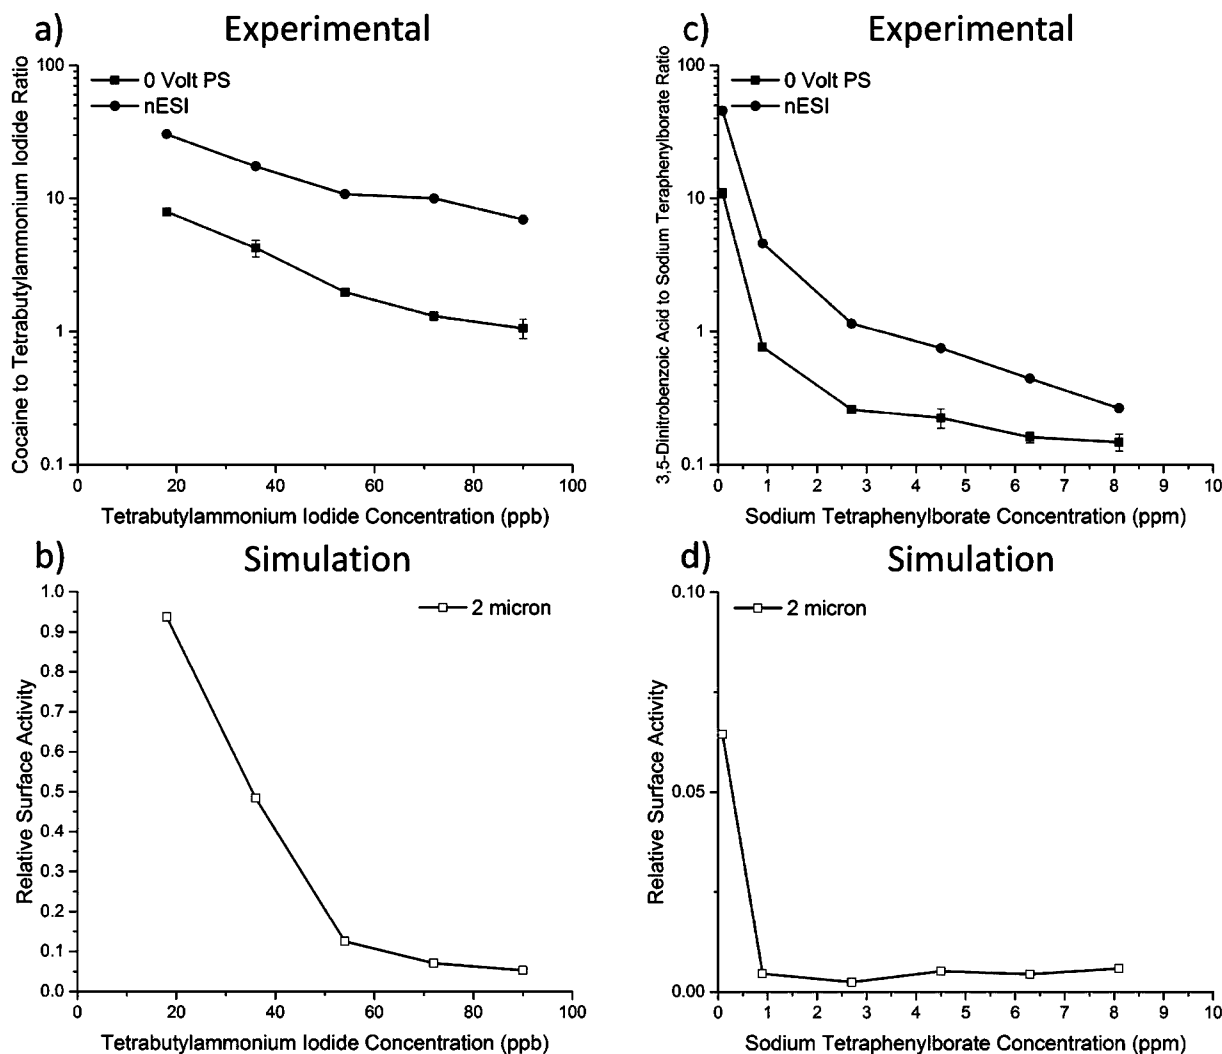 a)
Experimental
100
10
1
0.1
Cocaine to Tetrabutylammonium Iodide Ratio
0 Volt PS
nESI
0
20
40
60
80
100
Tetrabutylammonium Iodide Concentration (ppb)
c)
Experimental
100
10
1
0.1
3,5-Dinitrobenzoic Acid to Sodium Teraphenylborate Ratio
0 Volt PS
nESI
0
1
2
3
4
5
6
7
8
9
10
Sodium Tetraphenylborate Concentration (ppm)
b)
Simulation
1.0
0.9
0.8
0.7
0.6
0.5
0.4
0.3
0.2
0.1
0.0
Relative Surface Activity
2 micron
0
20
40
60
80
100
Tetrabutylammonium Iodide Concentration (ppb)
d)
Simulation
0.10
0.05
0.00
Relative Surface Activity
2 micron
0
1
2
3
4
5
6
7
8
9
10
Sodium Tetraphenylborate Concentration (ppm)